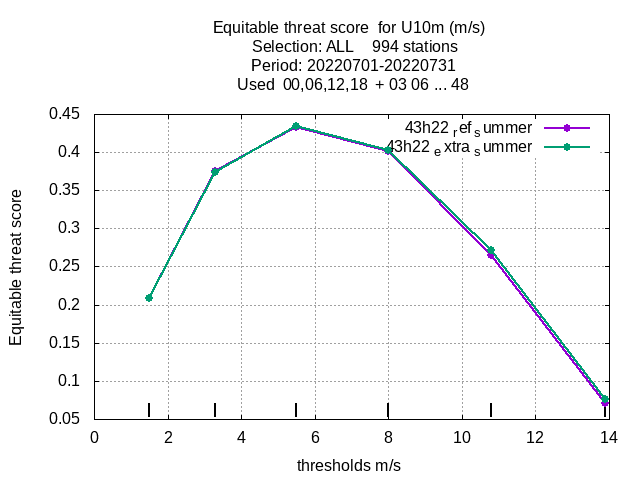 Equitable threat score for U10m (m/s)
Selection: ALL 994 stations
Period: 20220701-20220731
Used 00,06,12,18 + 03 06 ... 48
43h22 ref summer
43h22 extra summer
Equitable threat score
0.45
0.4
0.35
0.3
0.25
0.2
0.15
0.1
0.05
0 2 4 6 8 10 12 14
thresholds m/s